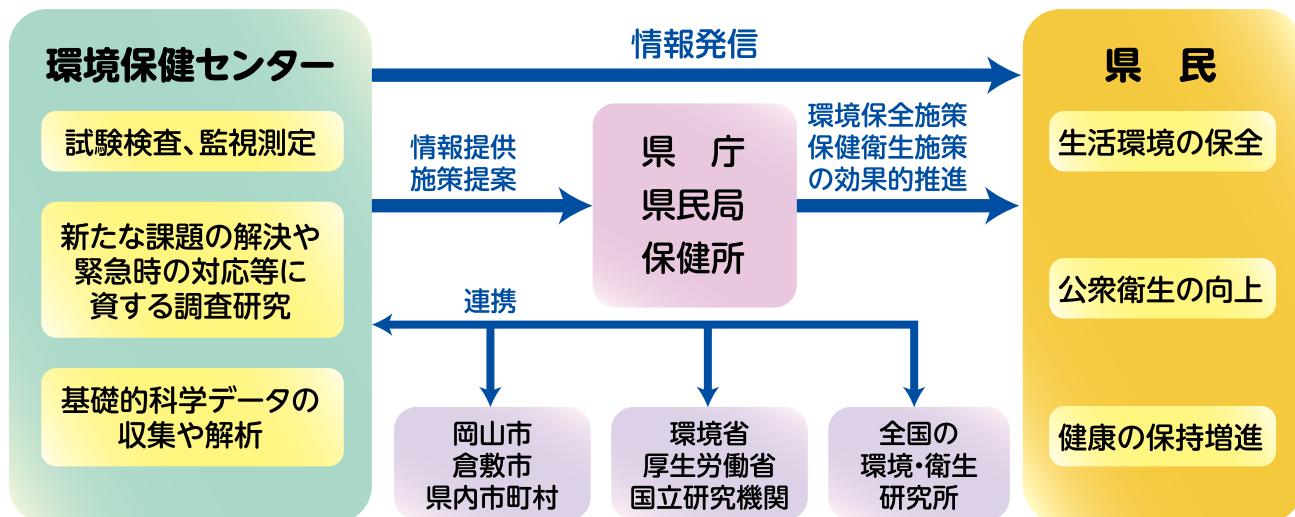 環境保健センター
試験検査、監視測定
新たな課題の解決や
緊急時の対応等に
資する調査研究
基礎的科学データの
収集や解析
情報発信
情報提供
施策提案
県 庁
県民局
保健所
環境保全施策
保健衛生施策
の効果的推進
連携
岡山市
倉敷市
県内市町村
環境省
厚生労働省
国立研究機関
全国の
環境・衛生
研究所
県 民
生活環境の保全
公衆衛生の向上
健康の保持増進